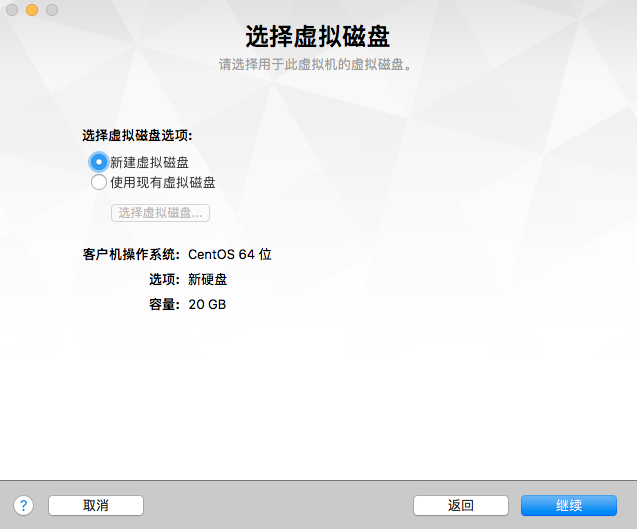 选择虚拟磁盘
请选择用于此虚拟机的虚拟磁盘。
选择虚拟磁盘选项:
新建虚拟磁盘
使用现有虚拟磁盘
选择虚拟磁盘...
客户机操作系统: CentOS 64 位
选项: 新硬盘
容量: 20 GB
? 取消 返回 继续